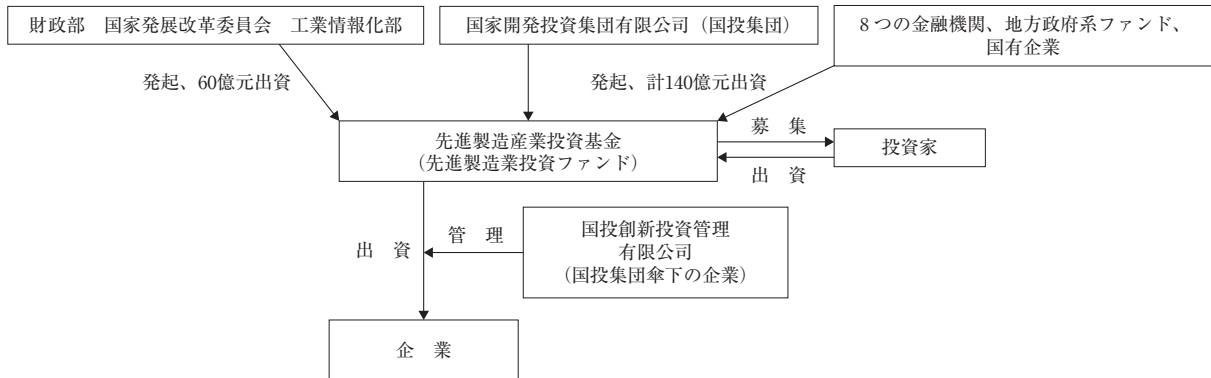 財政部　国家発展改革委員会　工業情報化部
国家開発投資集団有限公司（国投集団）
８つの金融機関、地方政府系ファンド、
国有企業
発起、60億元出資
発起、計140億元出資
先進製造産業投資基金
（先進製造業投資ファンド）
募　集
投資家
出　資
出　資
管　理
国投創新投資管理
有限公司
（国投集団傘下の企業）
企　業